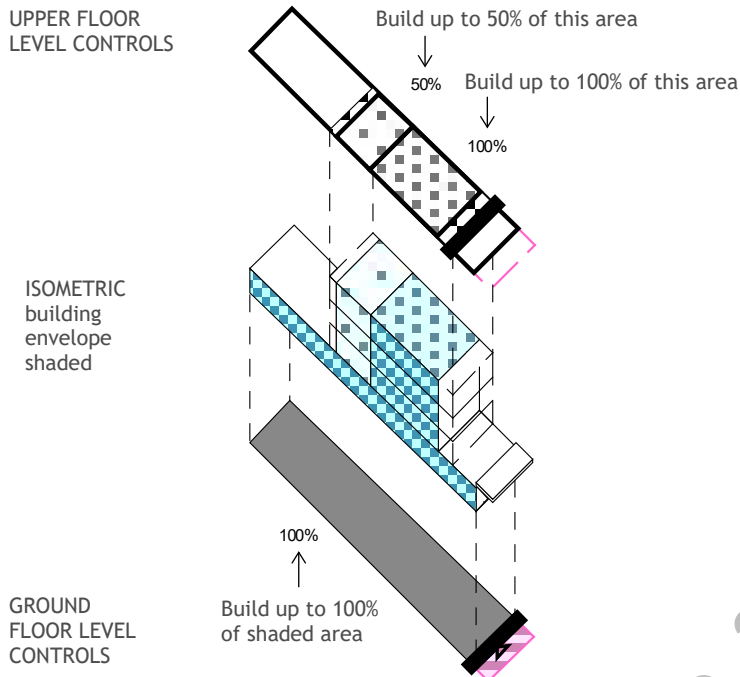 UPPER FLOOR
LEVEL CONTROLS
Build up to 50% of this area
50%
Build up to 100% of this area
100%
ISOMETRIC
building
envelope
shaded
100%
Build up to 100%
of shaded area
GROUND
FLOOR LEVEL
CONTROLS